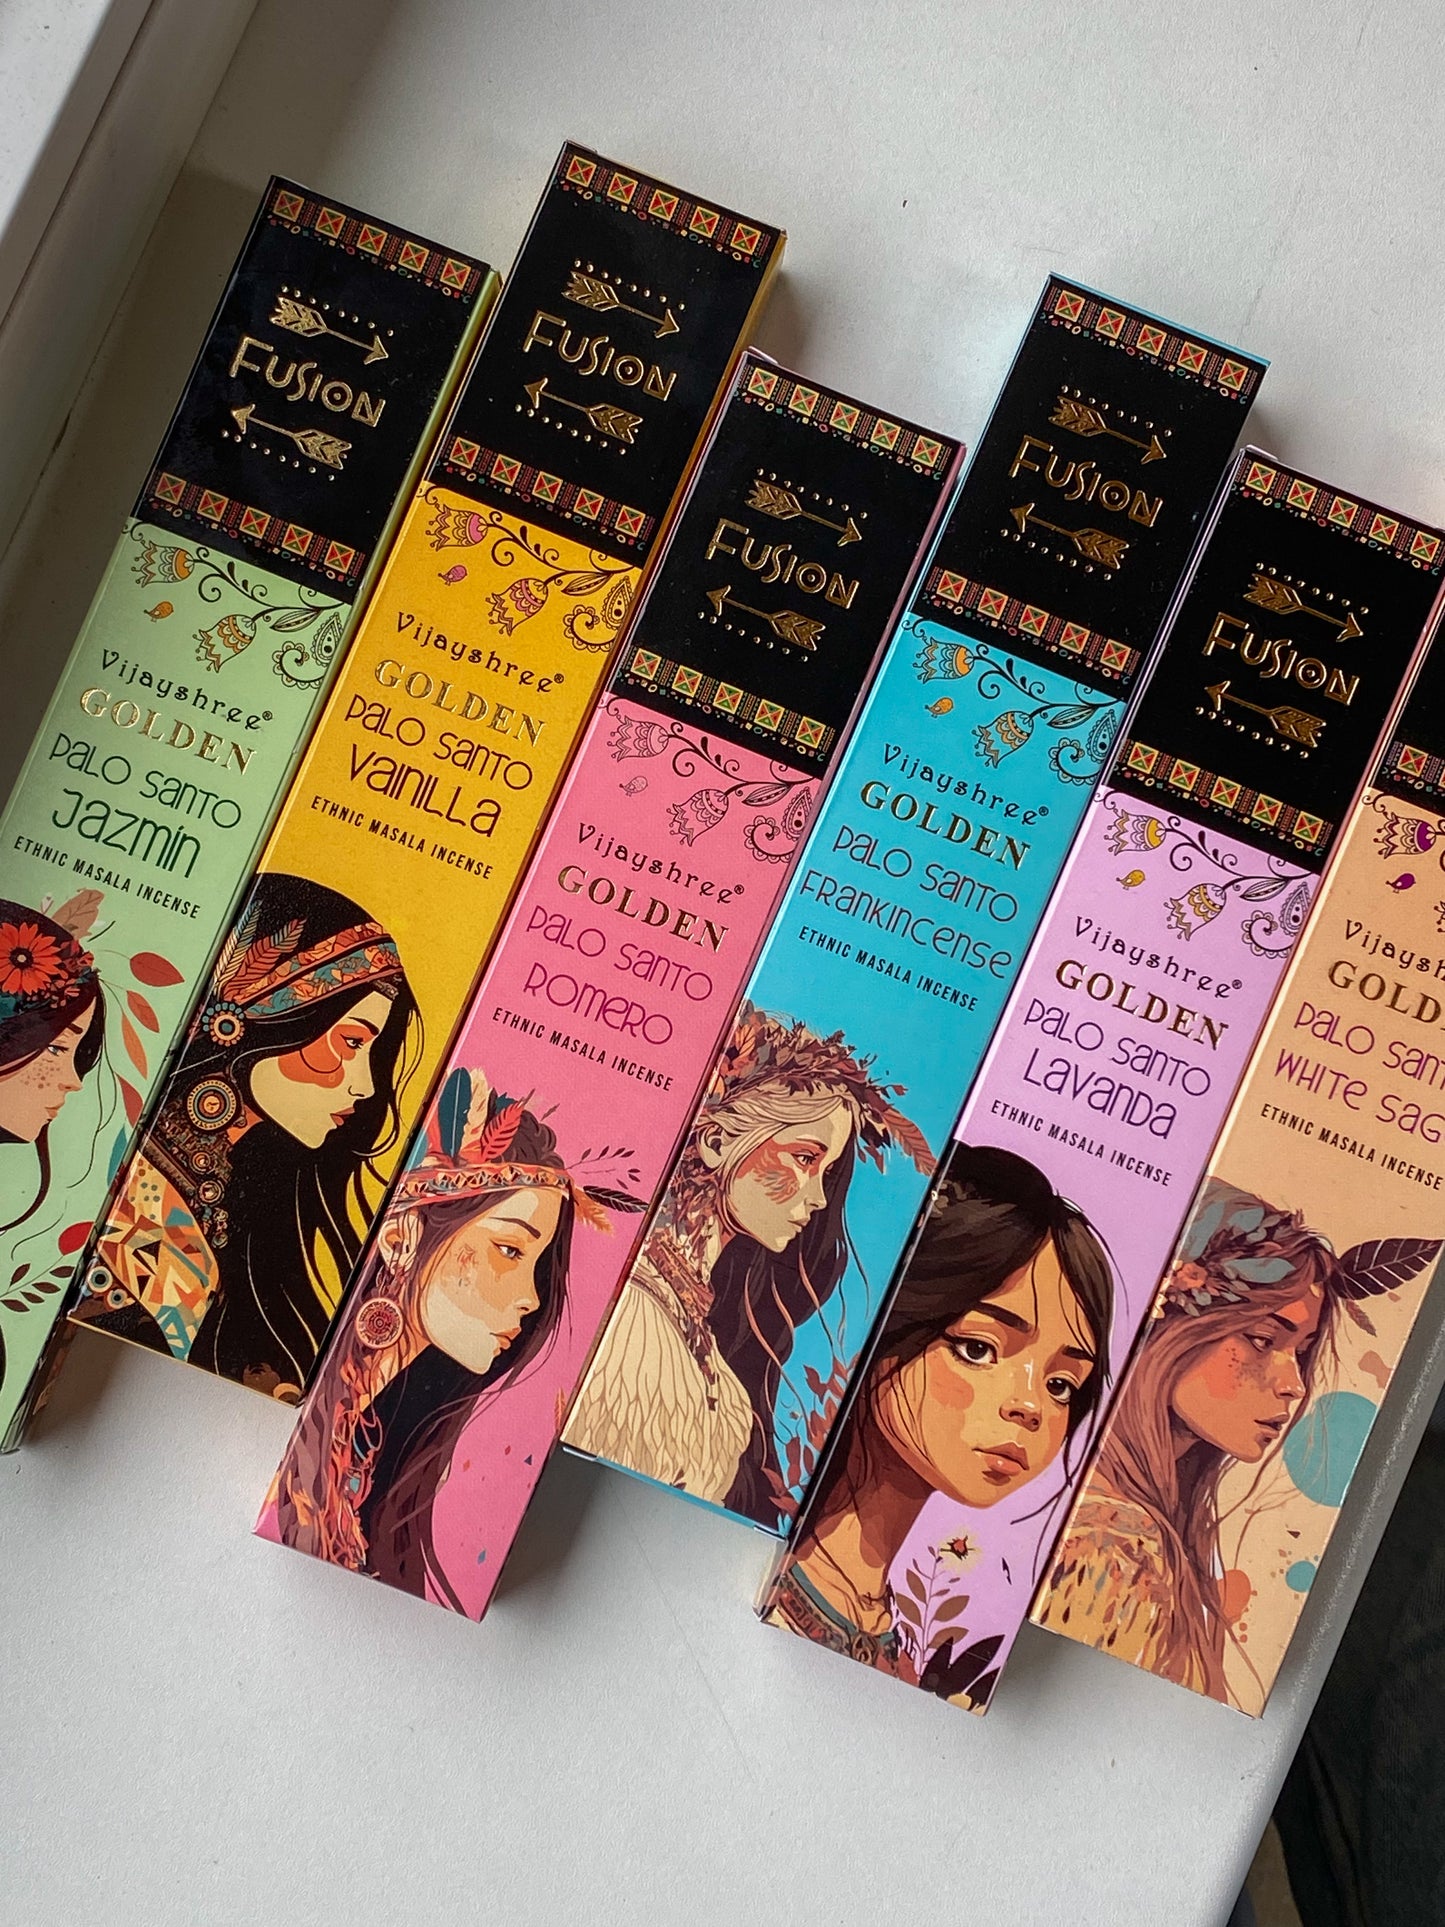 FUSION
Vijayshree®
GOLDEN
PALO SANTO
JAZMIN
ETHNIC MASALA INCENSE
FUSION
Vijayshree®
GOLDEN
PALO SANTO
VAINILLA
ETHNIC MASALA INCENSE
FUSION
Vijayshree®
GOLDEN
PALO SANTO
ROMERO
ETHNIC MASALA INCENSE
FUSION
Vijayshree®
GOLDEN
PALO SANTO
FRANKINCENSE
ETHNIC MASALA INCENSE
FUSION
Vijayshree®
GOLDEN
PALO SANTO
LAVANDA
ETHNIC MASALA INCENSE
PALO
WHITE
ETHNIC MASALA INCENSE